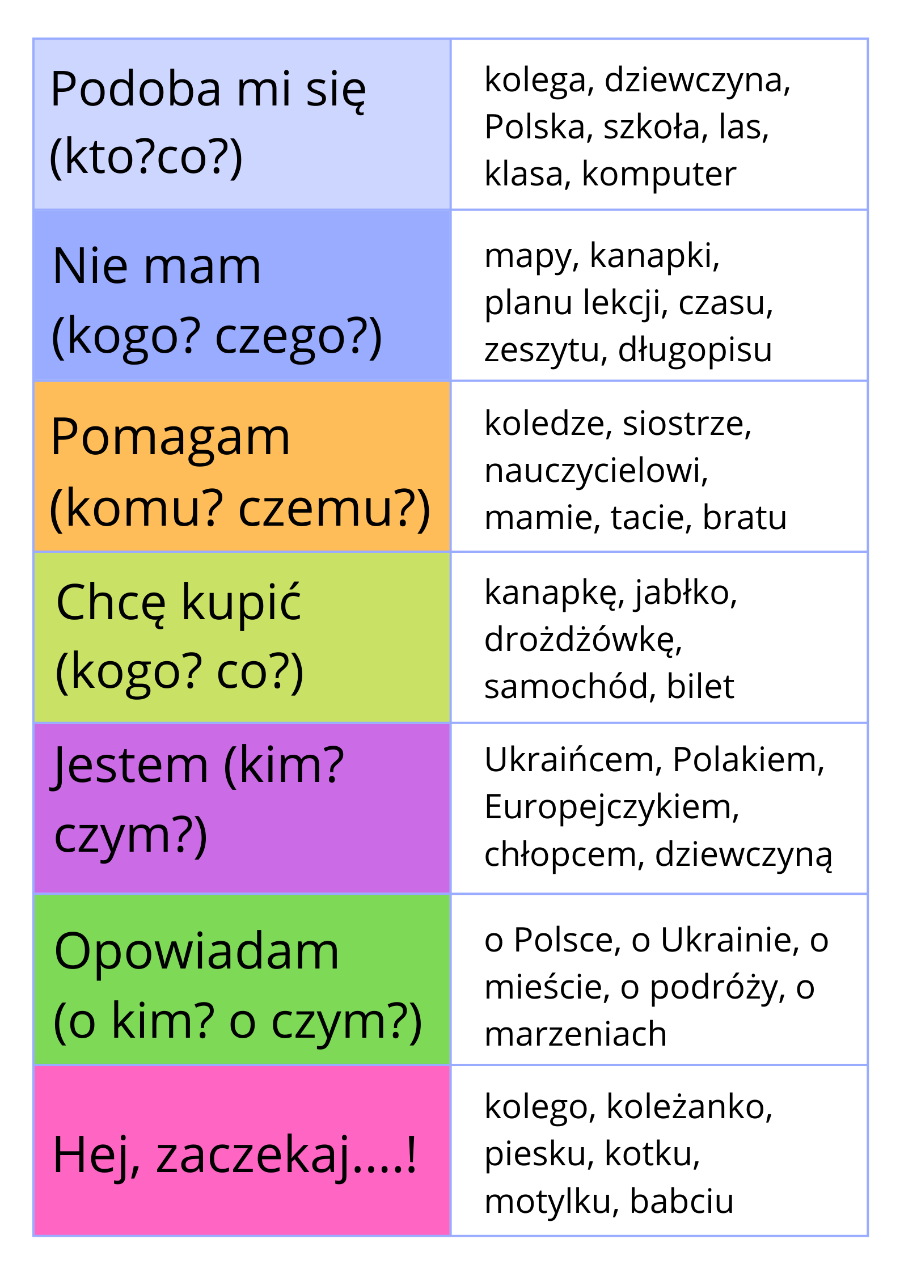 Podoba mi się
(kto?co?)
kolega, dziewczyna,
Polska, szkoła, las,
klasa, komputer
Nie mam
(kogo? czego?)
mapy, kanapki,
planu lekcji, czasu,
zeszytu, długopisu
Pomagam
(komu? czemu?)
koledze, siostrze,
nauczycielowi,
mamie, tacie, bratu
Chcę kupić
(kogo? co?)
kanapkę, jabłko,
drożdżówkę,
samochód, bilet
Jestem (kim?
czym?)
Ukraińcem, Polakiem,
Europejczykiem,
chłopcem, dziewczyną
Opowiadam
(o kim? o czym?)
o Polsce, o Ukrainie, o
mieście, o podróży, o
marzeniach
Hej, zaczekaj....!
kolego, koleżanko,
piesku, kotku,
motylku, babciu